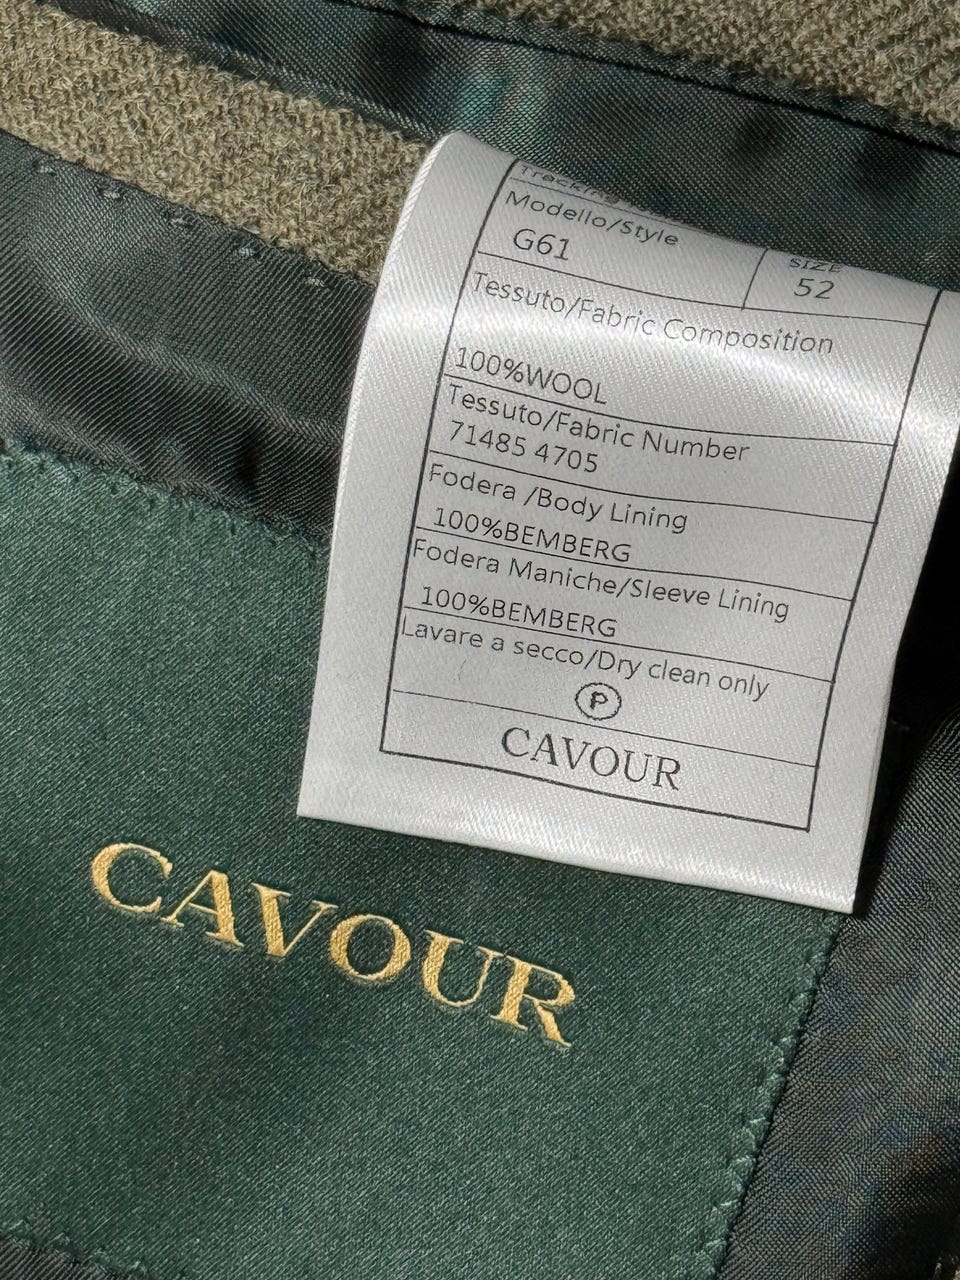 Modello/Style
G61
SIZE
52
Tessuto/Fabric Composition
100%WOOL
Tessuto/Fabric Number
71485 4705
Fodera /Body Lining
100%BEMBERG
Fodera Maniche/Sleeve Lining
100%BEMBERG
Lavare a secco/Dry clean only
P
CAVOUR
CAVOUR